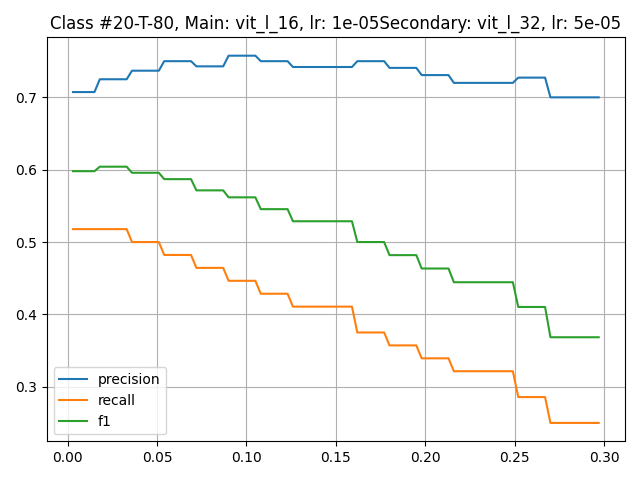 Class #20-T-80, Main: vit_l_16, lr: 1e-05Secondary: vit_l_32, lr: 5e-05
0.7
0.6
0.5
0.4
0.3
precision
recall
f1
0.00 0.05 0.10 0.15 0.20 0.25 0.30